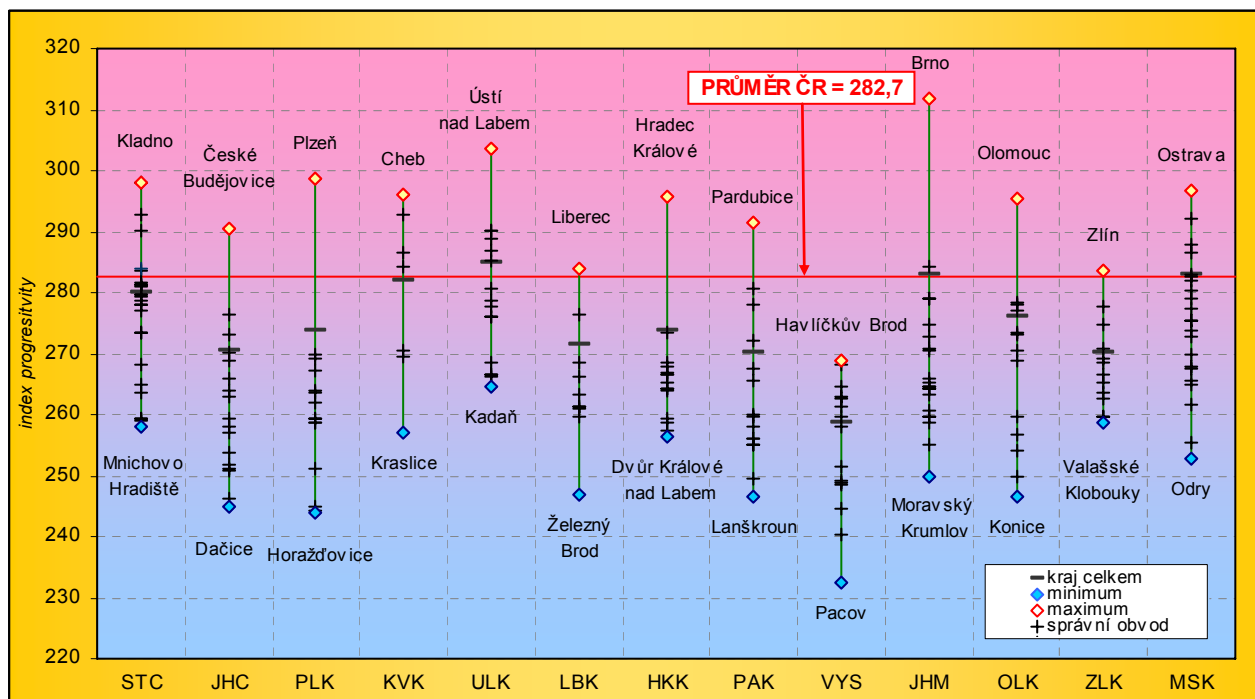 320
310
300
290
280
270
260
250
240
230
220
index progresitvity
PRŮMĚR ČR = 282,7
Kladno
České
Budějovice
Plzeň
Cheb
Ústí
nad Labem
Liberec
Hradec
Králové
Pardubice
Havlíčkův Brod
Brno
Olomouc
Zlín
Ostrava
Mnichovo
Hradiště
Dačice
Horažďovice
Kraslice
Kadaň
Železný
Brod
Dvůr Králové
nad Labem
Lanškroun
Pacov
Moravský
Krumlov
Konice
Valašské
Klobouky
Odry
kraj celkem
minimum
maximum
správní obvod
STC JHC PLK KVK ULK LBK HKK PAK VYS JHM OLK ZLK MSK